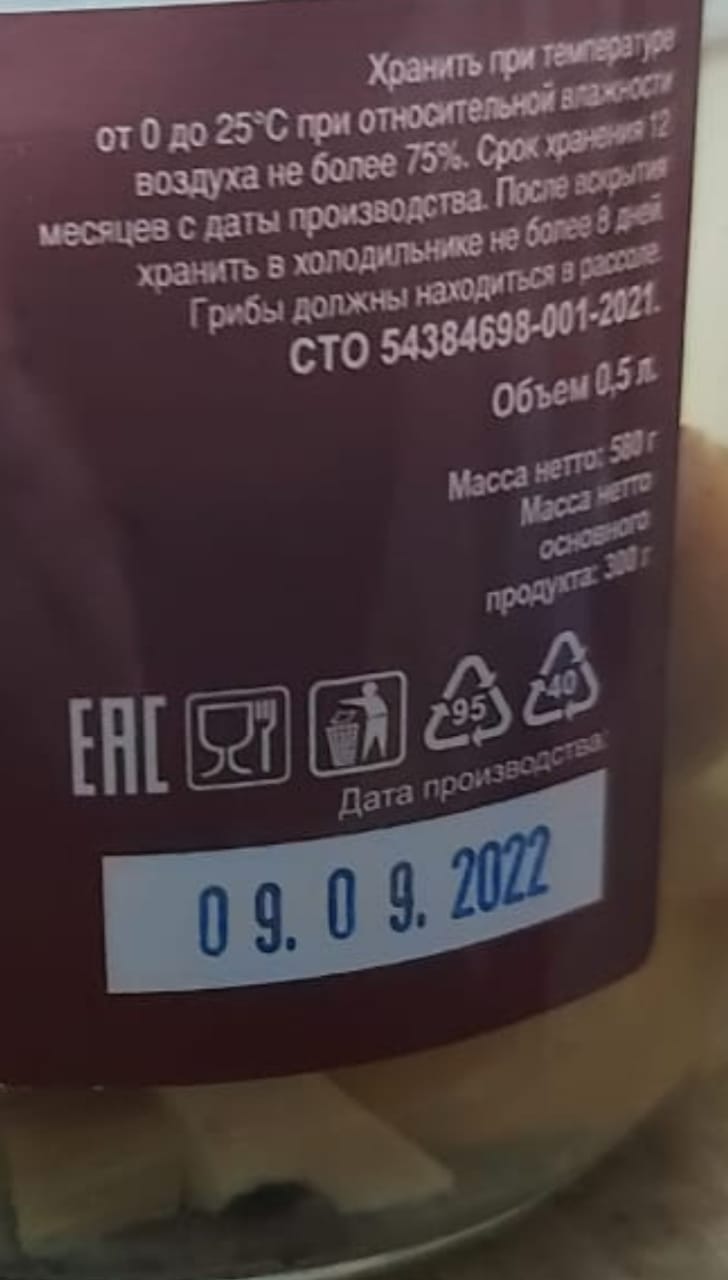 Хранить при температуре
от 0 до 25°С при относительной влажности
воздуха не более 75%. Срок хранения 12
месяцев с даты производства. После вскрытия
хранить в холодильнике не более 8 дней.
Грибы должны находиться в рассоле.
СТО 54384698-001-2021.
Объем 0,5 л.
Масса нетто: 580 г
Масса нетто
основного
продукта: 300 г
EAC
95
40
Дата производства:
09.09.2022